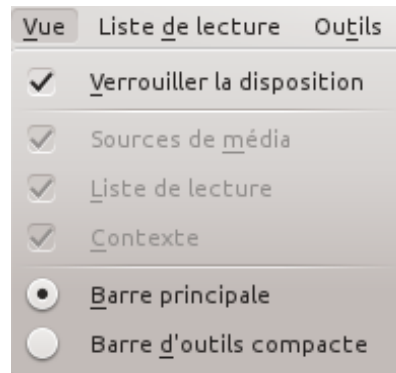 Vue Liste de lecture Outils
Verrouiller la disposition
Sources de média
Liste de lecture
Contexte
Barre principale
Barre d'outils compacte